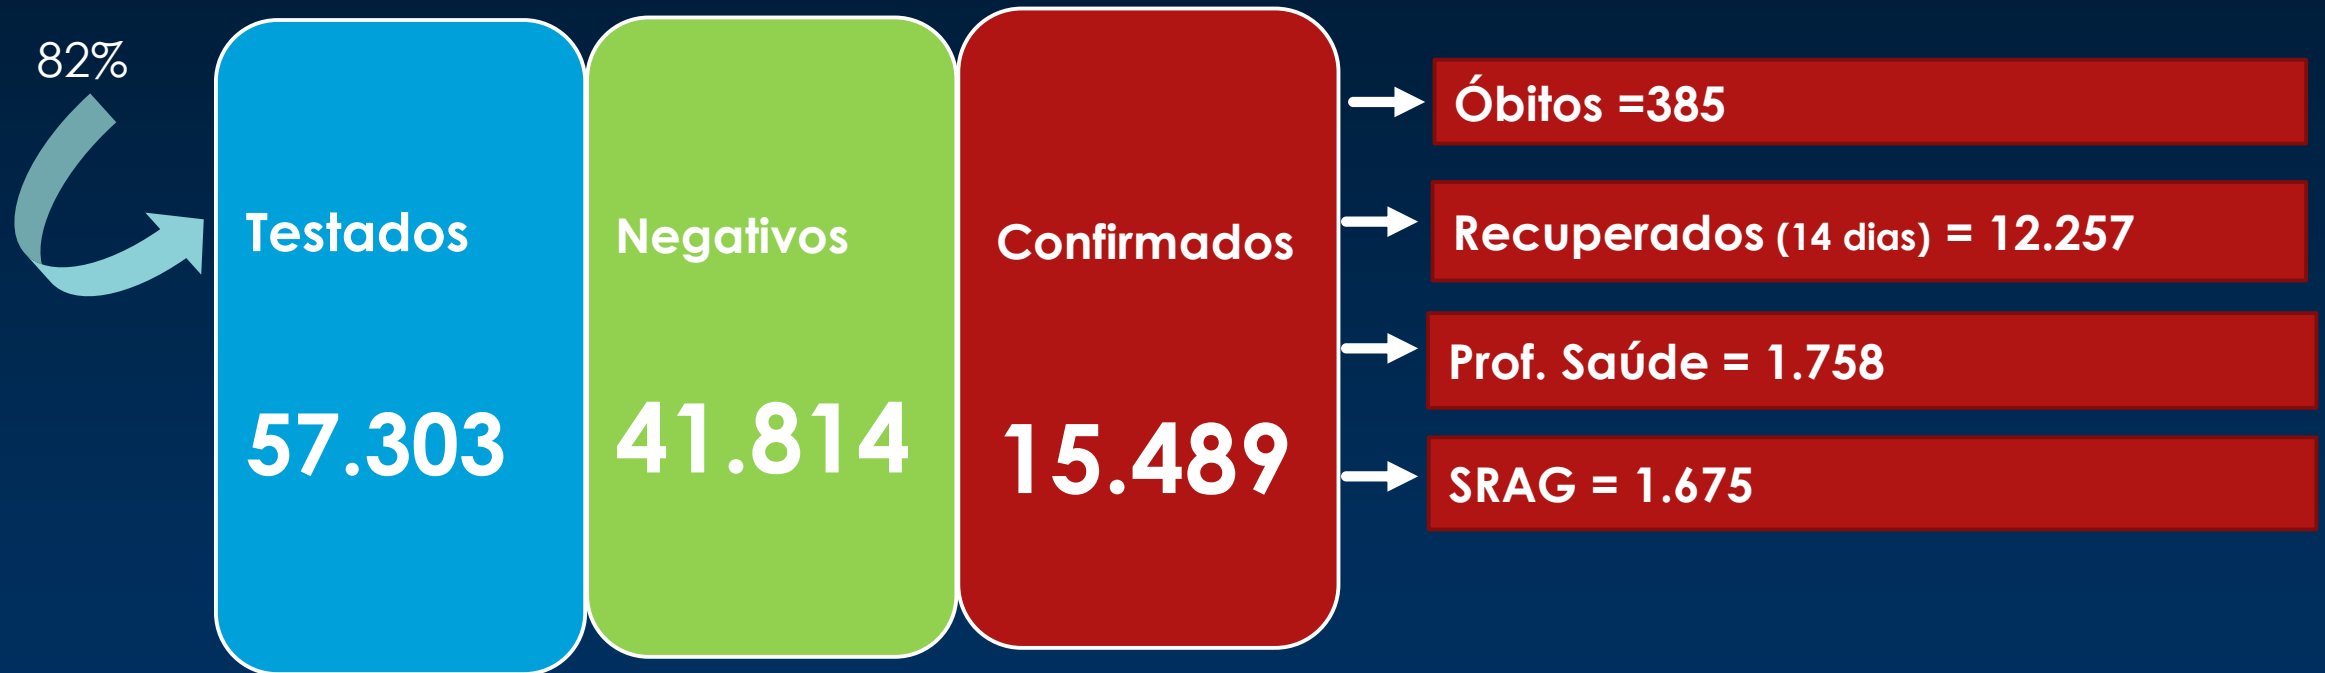 82%
Testados
57.303
Negativos
41.814
Confirmados
15.489
Óbitos =385
Recuperados (14 dias) = 12.257
Prof. Saúde = 1.758
SRAG = 1.675